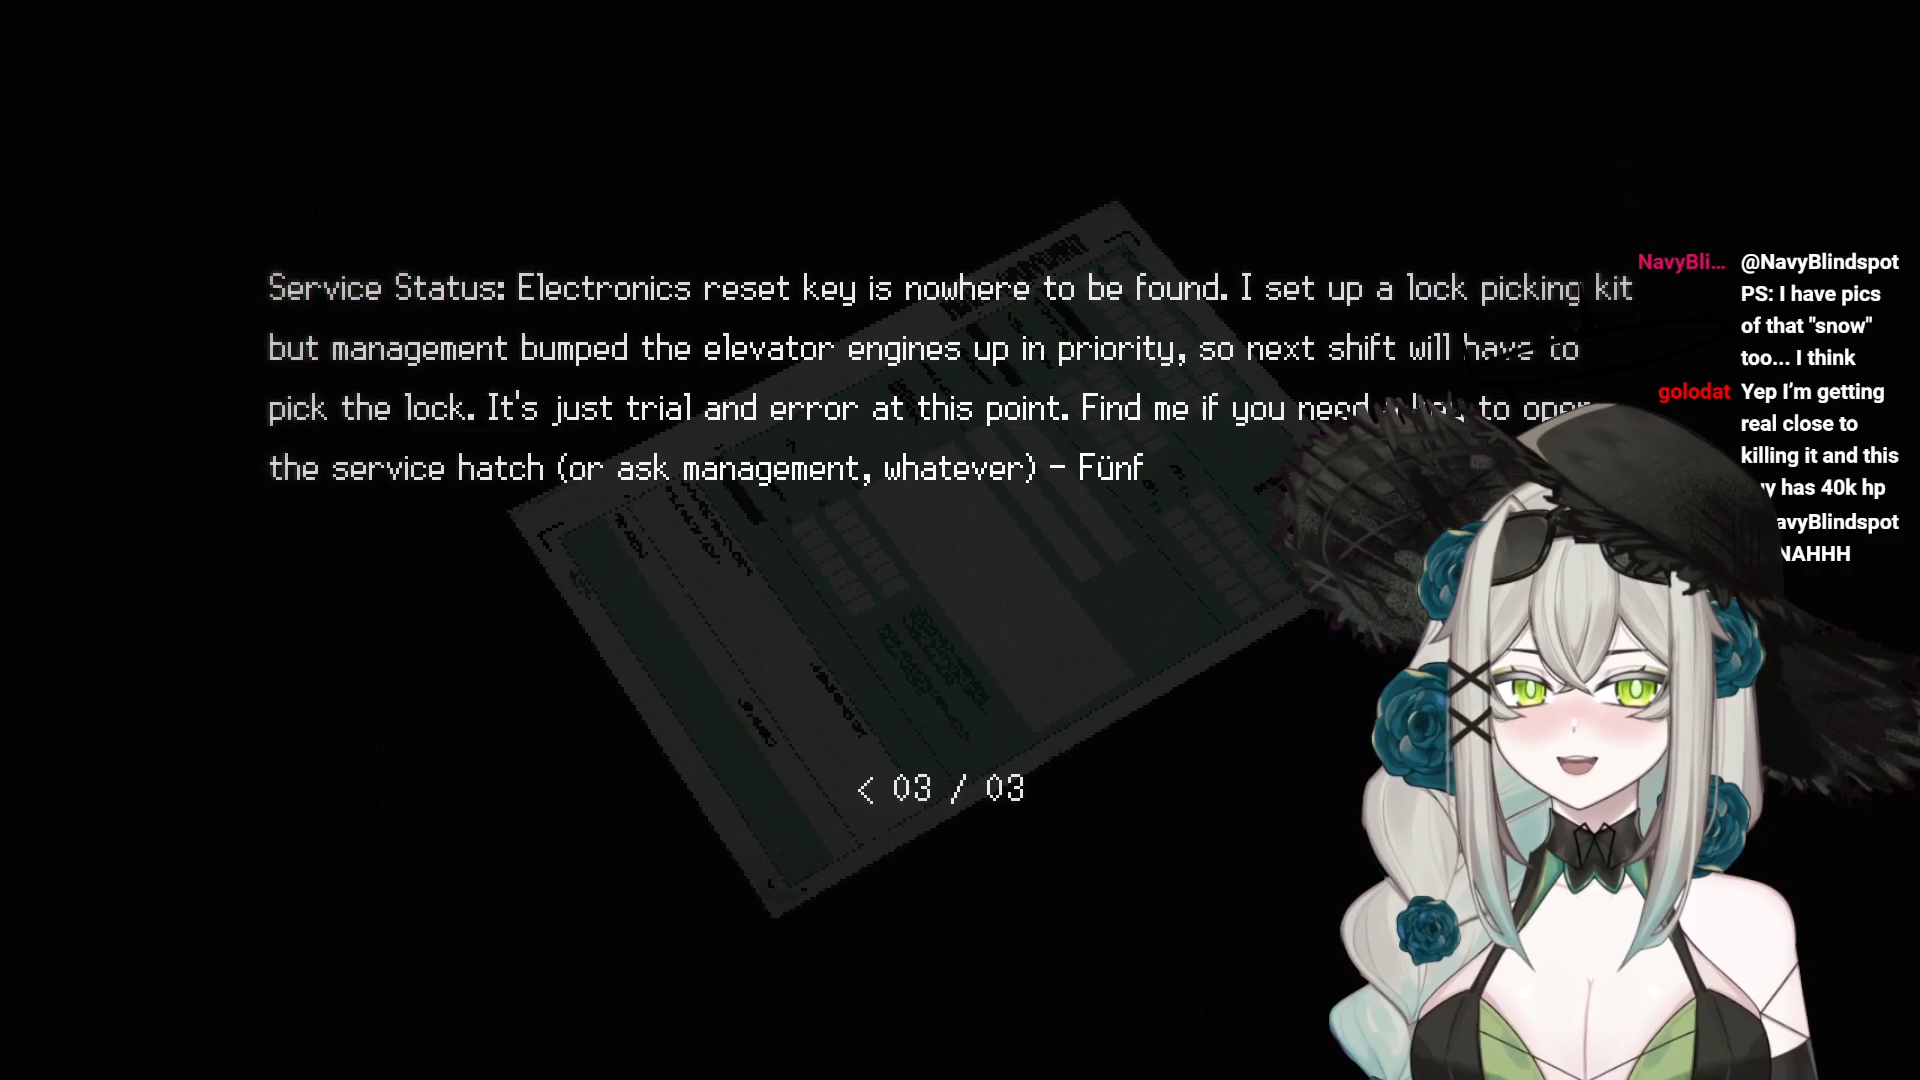 Service Status: Electronics reset key is nowhere to be found. I set up a lock picking kit
but management bumped the elevator engines up in priority, so next shift will have to
pick the lock. It's just trial and error at this point. Find me if you need to
the service hatch (or ask management, whatever) - Fünf
< 03 / 03
NavyBli... @NavyBlindspot
PS: I have pics
of that "snow"
too... I think
golodat Yep I'm getting
real close to
killing it and this
has 40k hp
NAHHH